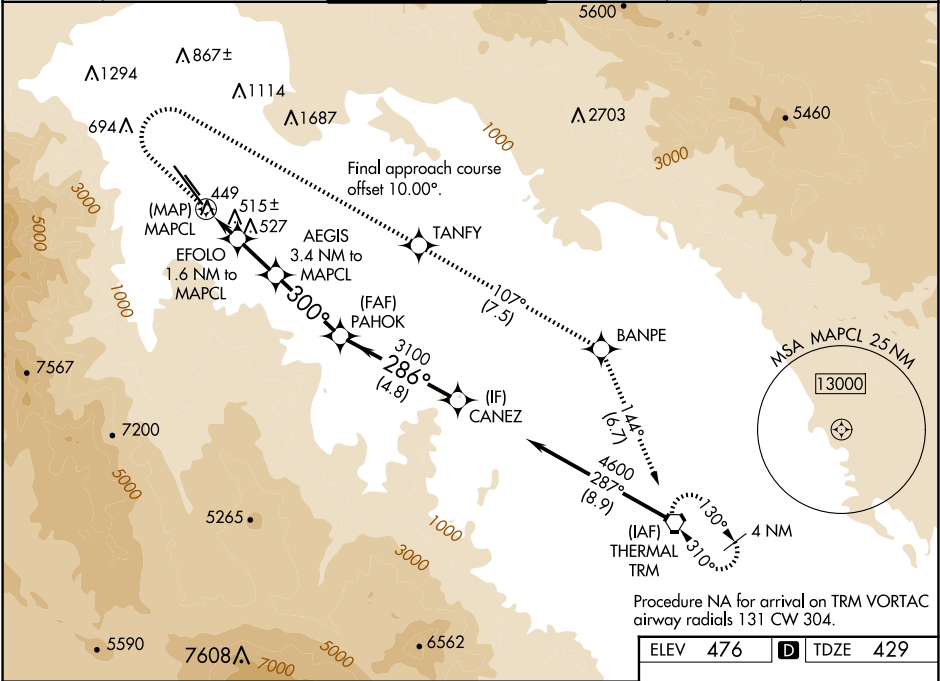 5600
867±
1294
1114
1687
694
2703
5460
1000
3000
Final approach course
offset 10.00°.
3000
5000
449
515±
527
(MAP)
MAPCL
EFOLO
1.6 NM to
MAPCL
AEGIS
3.4 NM to
MAPCL
TANFY
300°
(FAF)
PAHOK
107°
(7.5)
BANPE
1000
3100
286°
(4.8)
(IF)
CANEZ
MSA MAPCL 25 NM
13000
7567
7200
5000
144°
(6.7)
4600
287°
(8.9)
130°
310°
4 NM
(IAF)
THERMAL
TRM
5265
1000
3000
Procedure NA for arrival on TRM VORTAC
airway radials 131 CW 304.
5590
7608
7000
5000
6562
ELEV 476 D TDZE 429